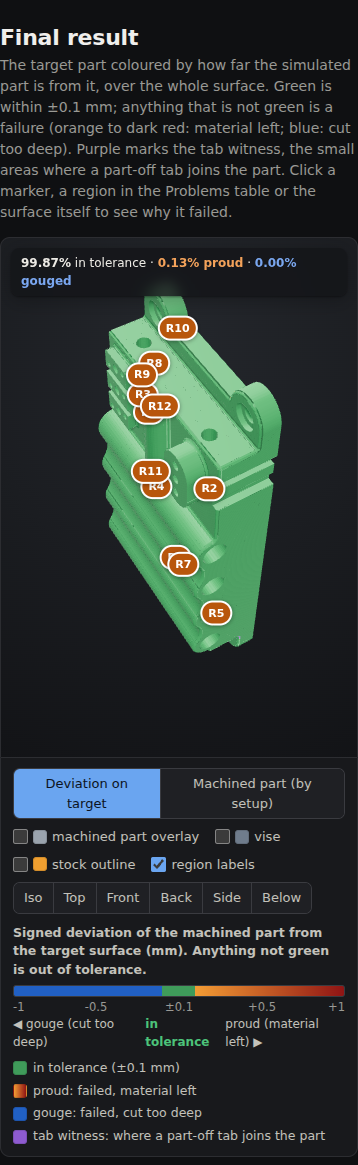 Final result
The target part coloured by how far the simulated
part is from it, over the whole surface. Green is
within ±0.1 mm; anything that is not green is a
failure (orange to dark red: material left; blue: cut
too deep). Purple marks the tab witness, the small
areas where a part-off tab joins the part. Click a
marker, a region in the Problems table or the
surface itself to see why it failed.
99.87% in tolerance · 0.13% proud · 0.00%
gouged
R10
R8
R9
R3
R12
R11
R4
R2
R7
R5
Deviation on
target
Machined part (by
setup)
machined part overlay
vise
stock outline
region labels
Iso Top Front Back Side Below
Signed deviation of the machined part from
the target surface (mm). Anything not green
is out of tolerance.
-1 -0.5 ±0.1 +0.5 +1
◀ gouge (cut too
deep)
in
tolerance
proud (material
left) ▶
in tolerance (±0.1 mm)
proud: failed, material left
gouge: failed, cut too deep
tab witness: where a part-off tab joins the part